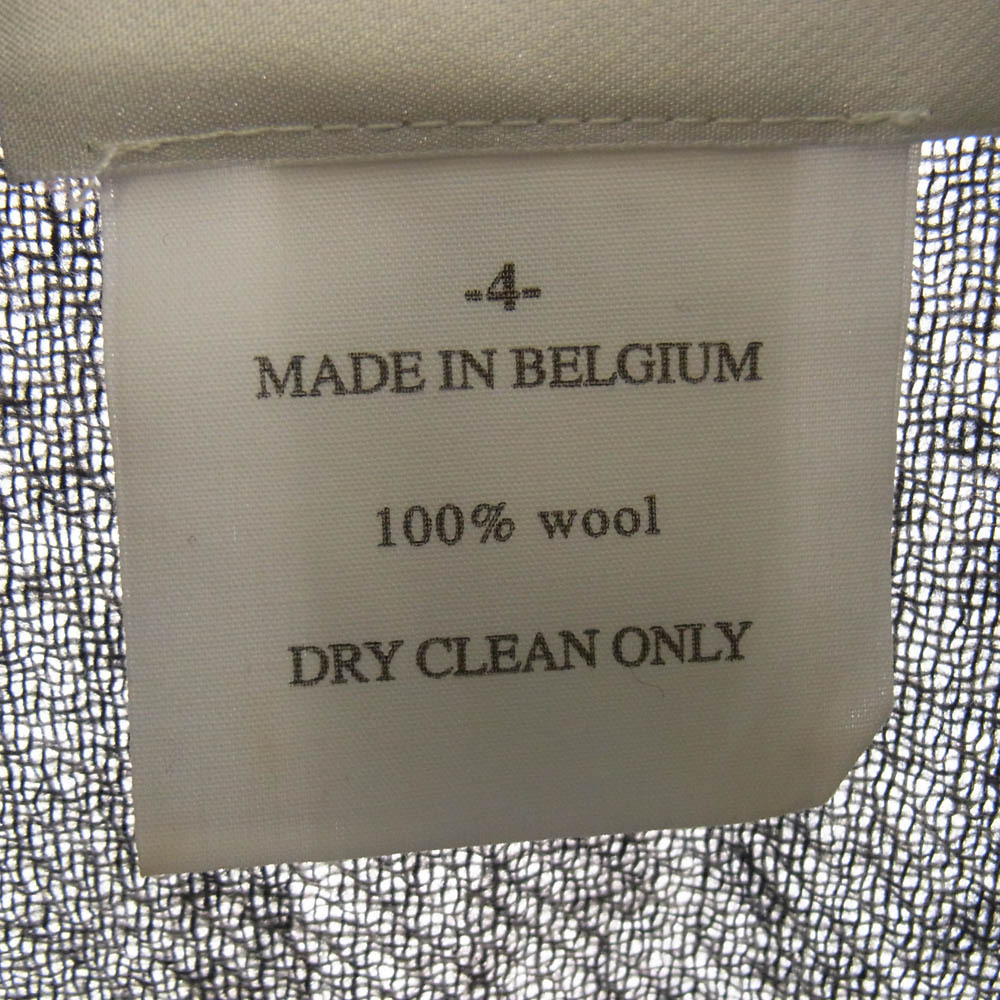 -4-
MADE IN BELGIUM
100% wool
DRY CLEAN ONLY